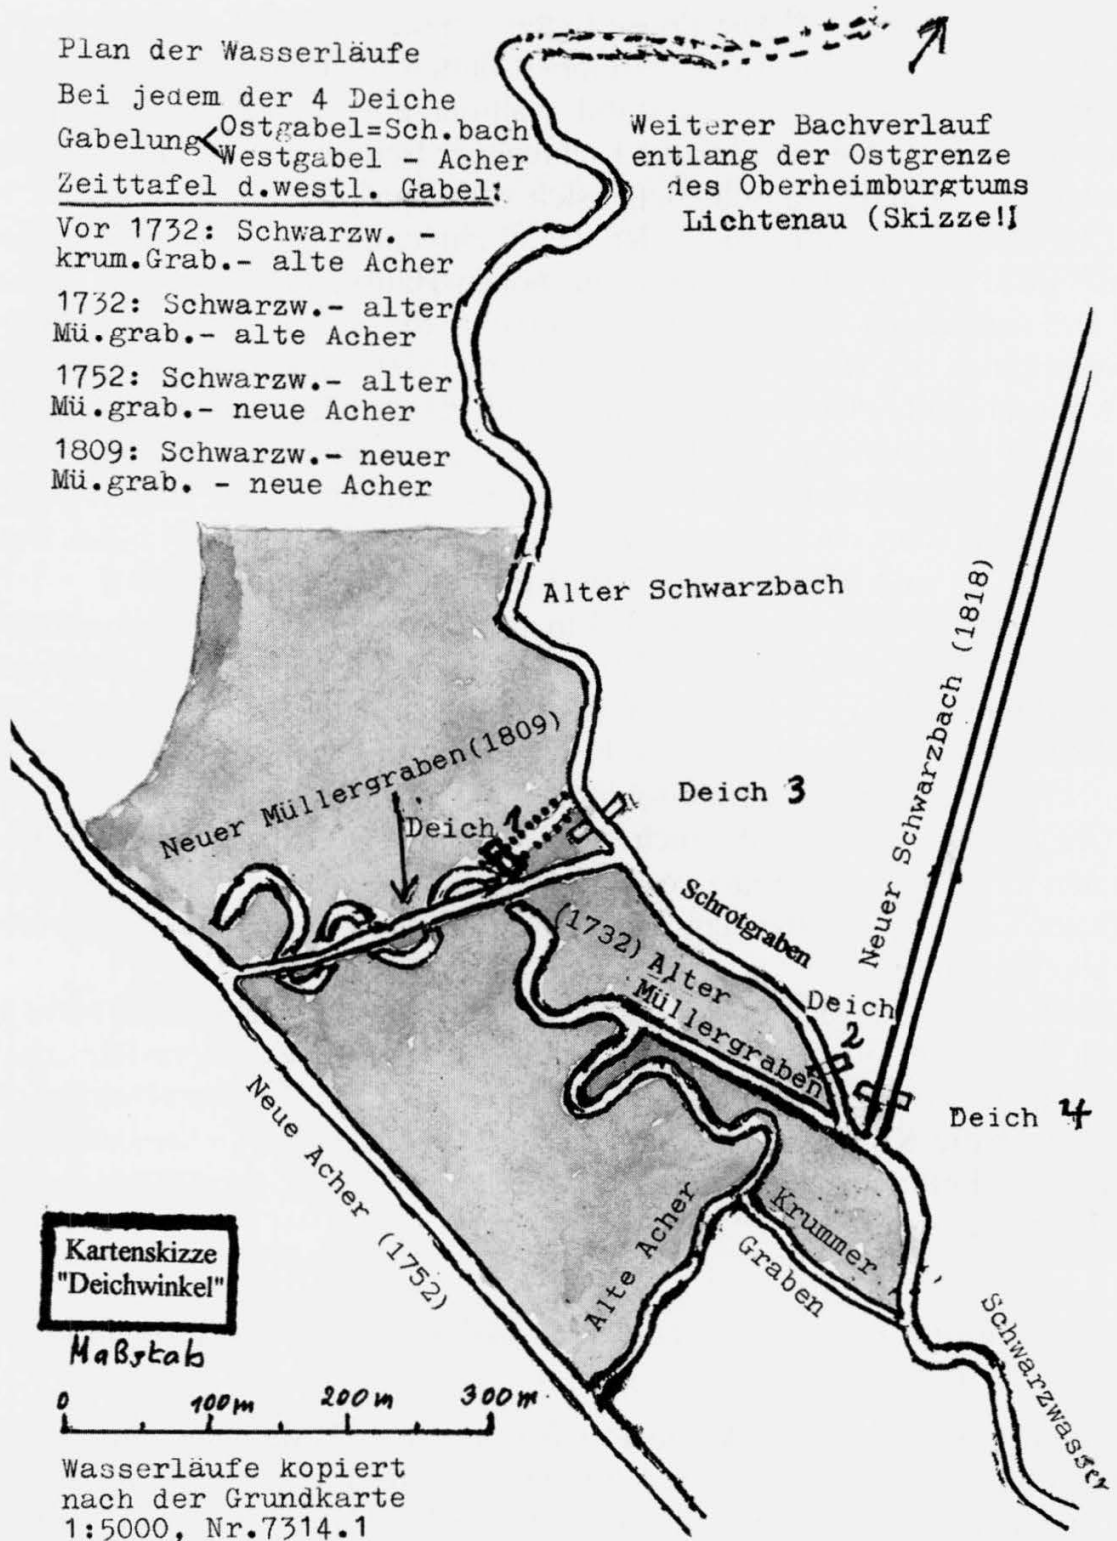 Plan der Wasserläufe
Bei jedem der 4 Deiche
Gabelung
Ostgabel=Sch.bach
Westgabel - Acher
Zeittafel d.westl. Gabel:
Vor 1732: Schwarzw. -
krum.Grab.- alte Acher
1732: Schwarzw.- alter
Mü.grab.- alte Acher
1752: Schwarzw.- alter
Mü.grab.- neue Acher
1809: Schwarzw.- neuer
Mü.grab. - neue Acher
Weiterer Bachverlauf
entlang der Ostgrenze
des Oberheimburgtums
Lichtenau (Skizze!)
Alter Schwarzbach
Neuer Schwarzbach (1818)
Neuer Müllergraben(1809)
Deich 1
Deich 3
Schrotgraben
(1732) Alter
Müllergraben
Deich
2
Deich 4
Neue Acher (1752)
Alte Acher
Krummer
Graben
Schwarzwasser
Kartenskizze
"Deichwinkel"
Maßstab
0 100m 200m 300m
Wasserläufe kopiert
nach der Grundkarte
1:5000, Nr.7314.1